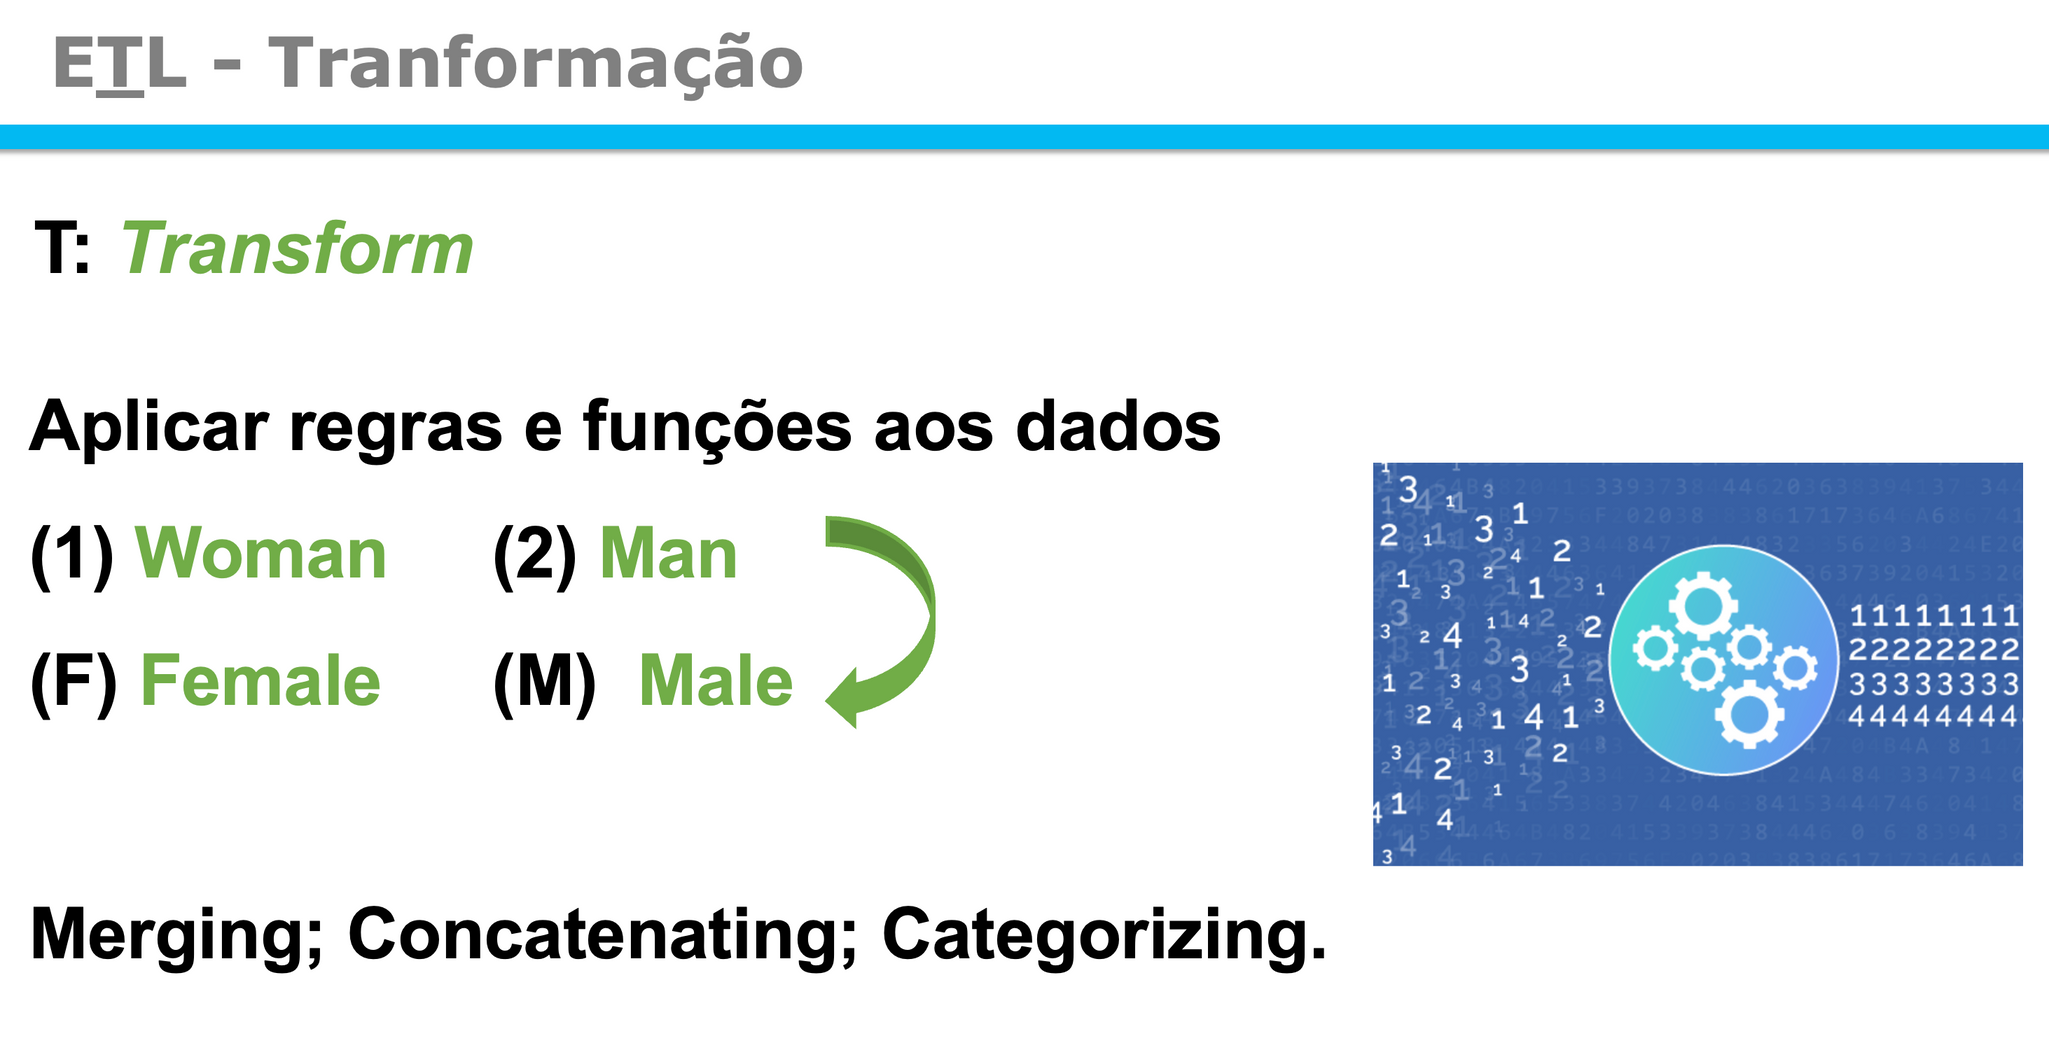 ETL - Tranformação
T: Transform
Aplicar regras e funções aos dados
(1) Woman (2) Man
(F) Female (M) Male
11111111
22222222
33333333
44444444
Merging; Concatenating; Categorizing.